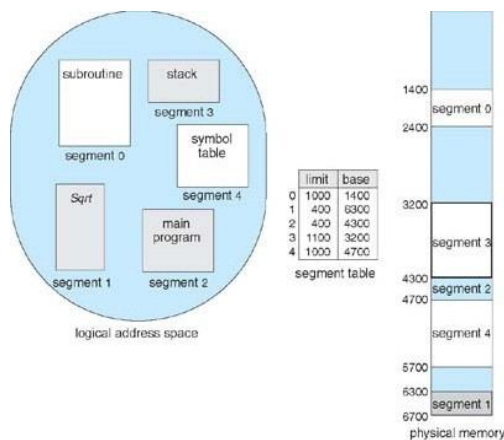 subroutine
stack
segment 3
segment 0
symbol
table
segment 4
Sqrt
main
program
segment 1
segment 2
logical address space
limit base
0 1000 1400
1 400 6300
2 400 4300
3 1100 3200
4 1000 4700
segment table
1400
segment 0
2400
3200
segment 3
4300
segment 2
4700
segment 4
5700
6300
segment 1
6700
physical memory